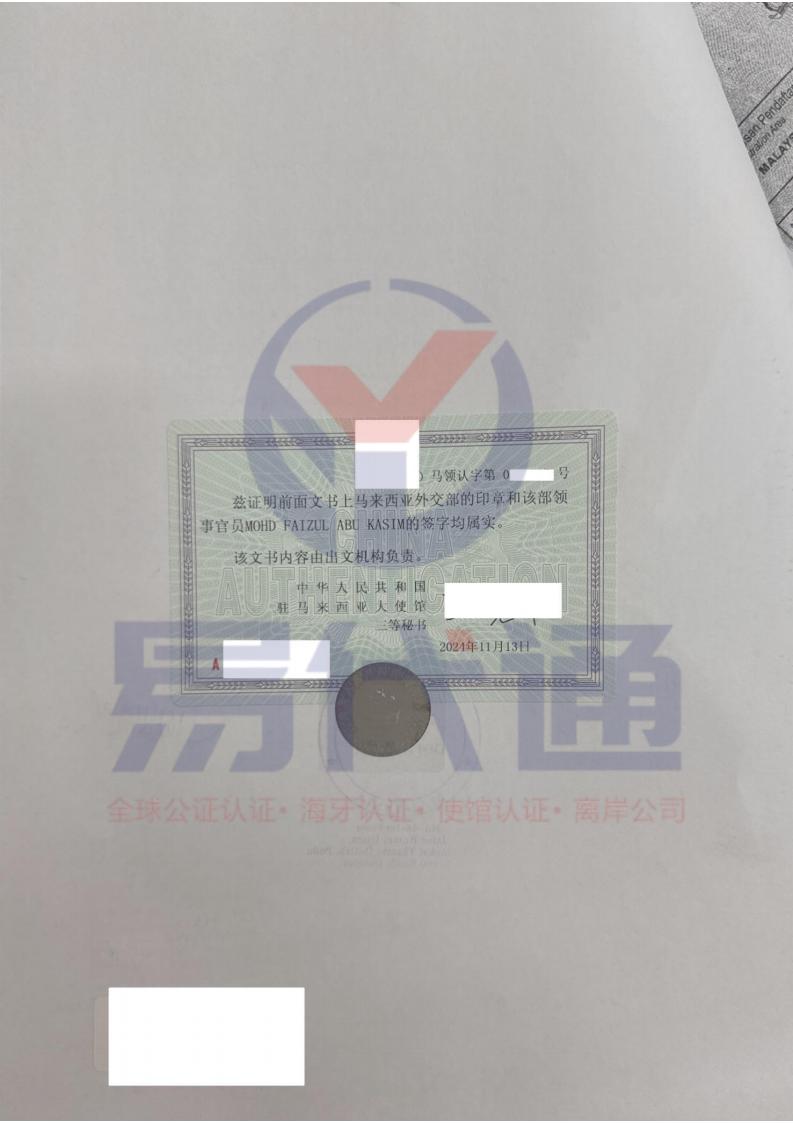 MALAYS
）马领认字第 0 号
兹证明前面文书上马来西亚外交部的印章和该部领
事官员MOHD FAIZUL ABU KASIM的签字均属实。
该文书内容由出文机构负责。
CHINA
AUTHENTICATION
中华人民共和国
驻马来西亚大使馆
三等秘书
2024年11月13日
A
易代通
全球公证认证·海牙认证·使馆认证·离岸公司